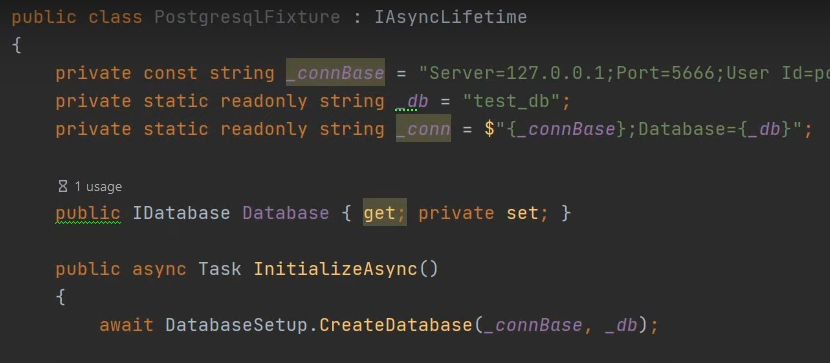 public class PostgresqlFixture : IAsyncLifetime
{
private const string _connBase = "Server=127.0.0.1;Port=5666;User Id=po
private static readonly string _db = "test_db";
private static readonly string _conn = $"{_connBase};Database={_db}";
1 usage
public IDatabase Database { get; private set; }
public async Task InitializeAsync()
{
await DatabaseSetup.CreateDatabase(_connBase, _db);